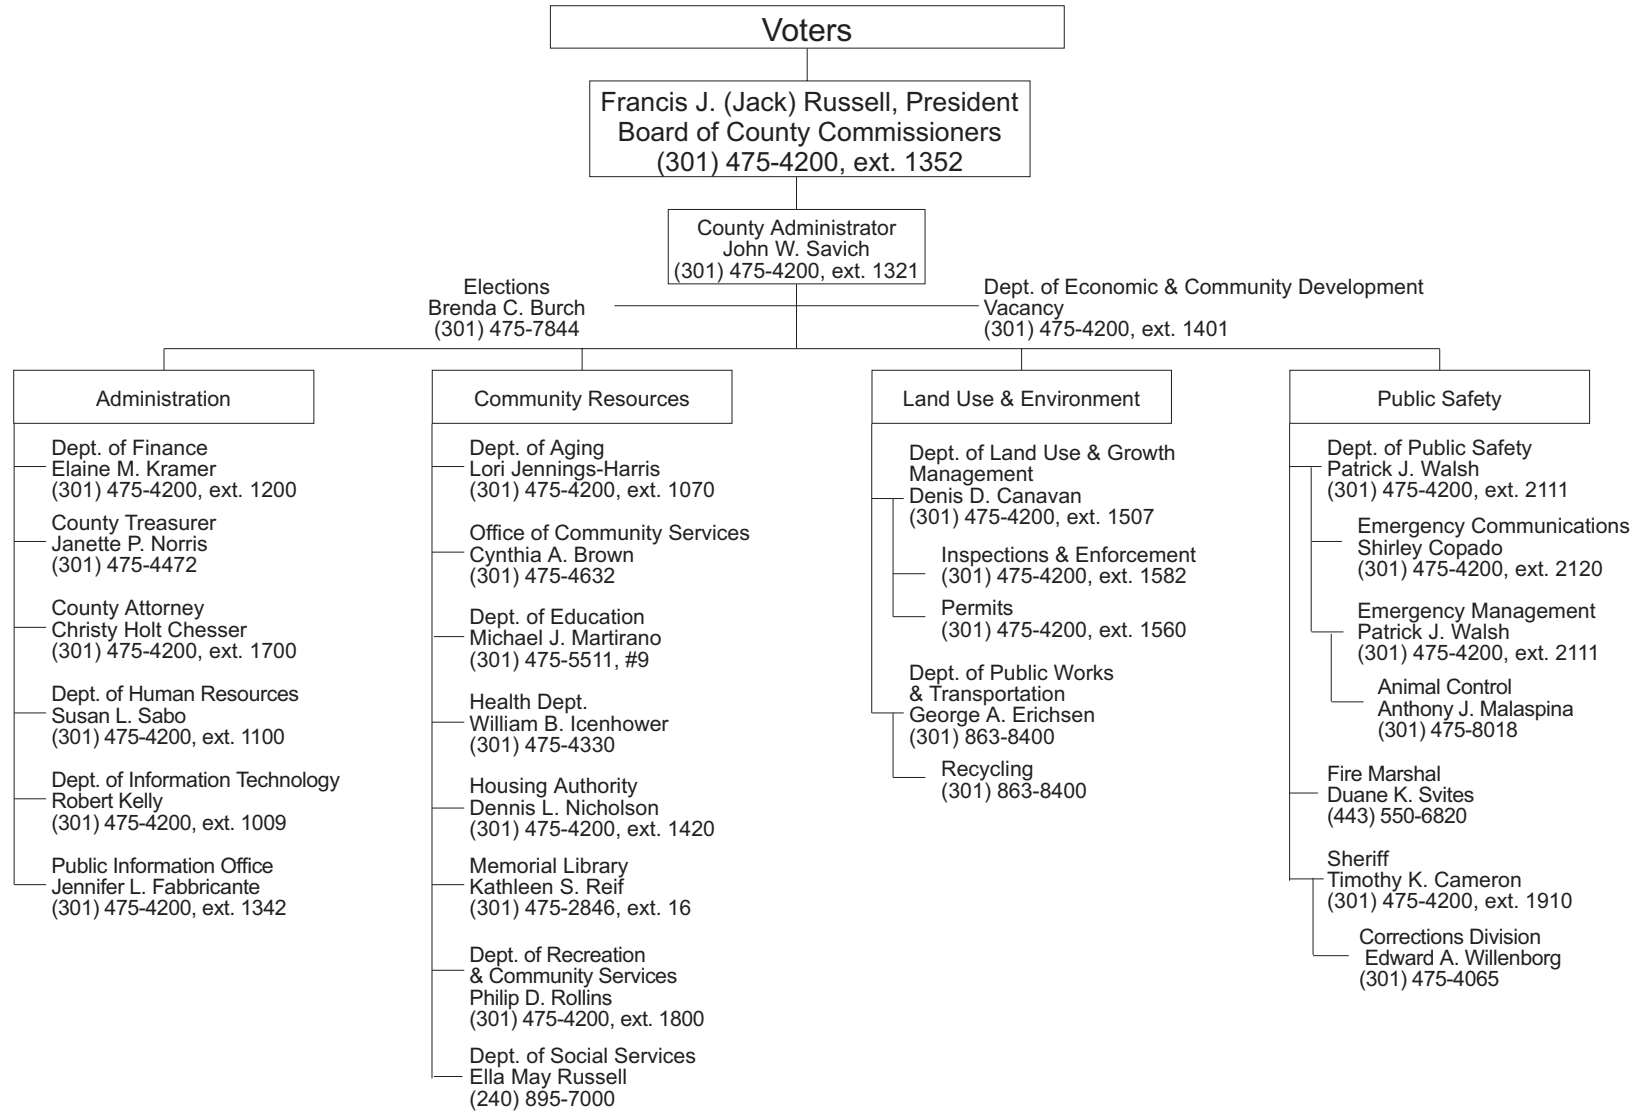 Voters
Francis J. (Jack) Russell, President
Board of County Commissioners
(301) 475-4200, ext. 1352
County Administrator
John W. Savich
(301) 475-4200, ext. 1321
Elections
Brenda C. Burch
(301) 475-7844
Dept. of Economic & Community Development
Vacancy
(301) 475-4200, ext. 1401
Administration
Dept. of Finance
Elaine M. Kramer
(301) 475-4200, ext. 1200
County Treasurer
Janette P. Norris
(301) 475-4472
County Attorney
Christy Holt Chesser
(301) 475-4200, ext. 1700
Dept. of Human Resources
Susan L. Sabo
(301) 475-4200, ext. 1100
Dept. of Information Technology
Robert Kelly
(301) 475-4200, ext. 1009
Public Information Office
Jennifer L. Fabbricante
(301) 475-4200, ext. 1342
Community Resources
Dept. of Aging
Lori Jennings-Harris
(301) 475-4200, ext. 1070
Office of Community Services
Cynthia A. Brown
(301) 475-4632
Dept. of Education
Michael J. Martirano
(301) 475-5511, #9
Health Dept.
William B. Icenhower
(301) 475-4330
Housing Authority
Dennis L. Nicholson
(301) 475-4200, ext. 1420
Memorial Library
Kathleen S. Reif
(301) 475-2846, ext. 16
Dept. of Recreation
& Community Services
Philip D. Rollins
(301) 475-4200, ext. 1800
Dept. of Social Services
Ella May Russell
(240) 895-7000
Land Use & Environment
Dept. of Land Use & Growth
Management
Denis D. Canavan
(301) 475-4200, ext. 1507
Inspections & Enforcement
(301) 475-4200, ext. 1582
Permits
(301) 475-4200, ext. 1560
Dept. of Public Works
& Transportation
George A. Erichsen
(301) 863-8400
Recycling
(301) 863-8400
Public Safety
Dept. of Public Safety
Patrick J. Walsh
(301) 475-4200, ext. 2111
Emergency Communications
Shirley Copado
(301) 475-4200, ext. 2120
Emergency Management
Patrick J. Walsh
(301) 475-4200, ext. 2111
Animal Control
Anthony J. Malaspina
(301) 475-8018
Fire Marshal
Duane K. Svites
(443) 550-6820
Sheriff
Timothy K. Cameron
(301) 475-4200, ext. 1910
Corrections Division
Edward A. Willenborg
(301) 475-4065